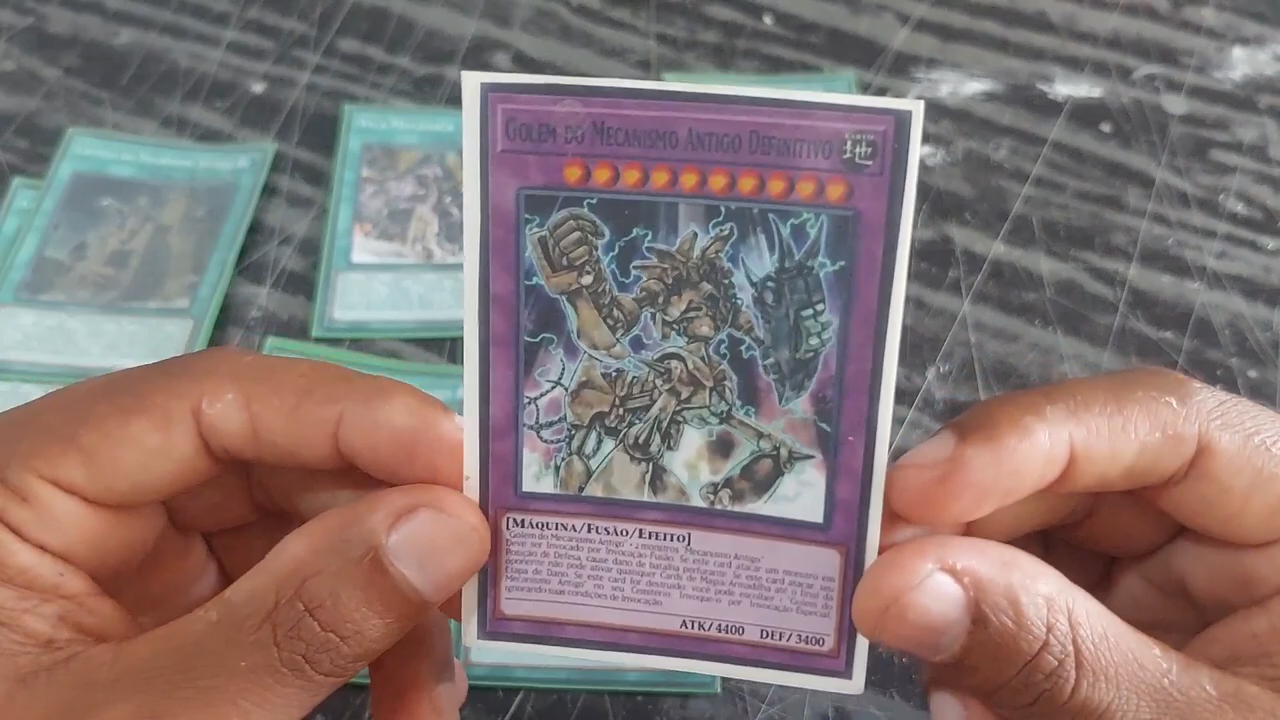 GOLEM DO MECANISMO ANTIGO DEFINITIVO
EARTH
地
[MÁQUINA/FUSÃO/EFEITO]
"Golem do Mecanismo Antigo" + 2 monstros "Mecanismo Antigo"
Deve ser Invocado por Invocação-Fusão. Se este card atacar um monstro em
Posição de Defesa, cause dano de batalha perfurante. Se este card atacar, seu
oponente não pode ativar quaisquer Cards de Magia/Armadilha até o final da
Etapa de Dano. Se este card for destruído: você pode escolher 1 "Golem do
Mecanismo Antigo" no seu Cemitério; Invoque-o por Invocação-Especial,
ignorando suas condições de Invocação.
ATK/4400 DEF/3400